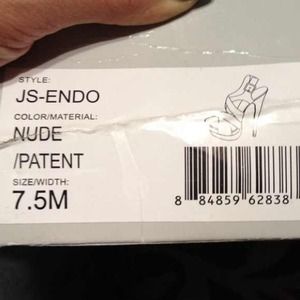 STYLE:
JS-ENDO
COLOR/MATERIAL:
NUDE
/PATENT
SIZE/WIDTH:
7.5M
8 84859 62838